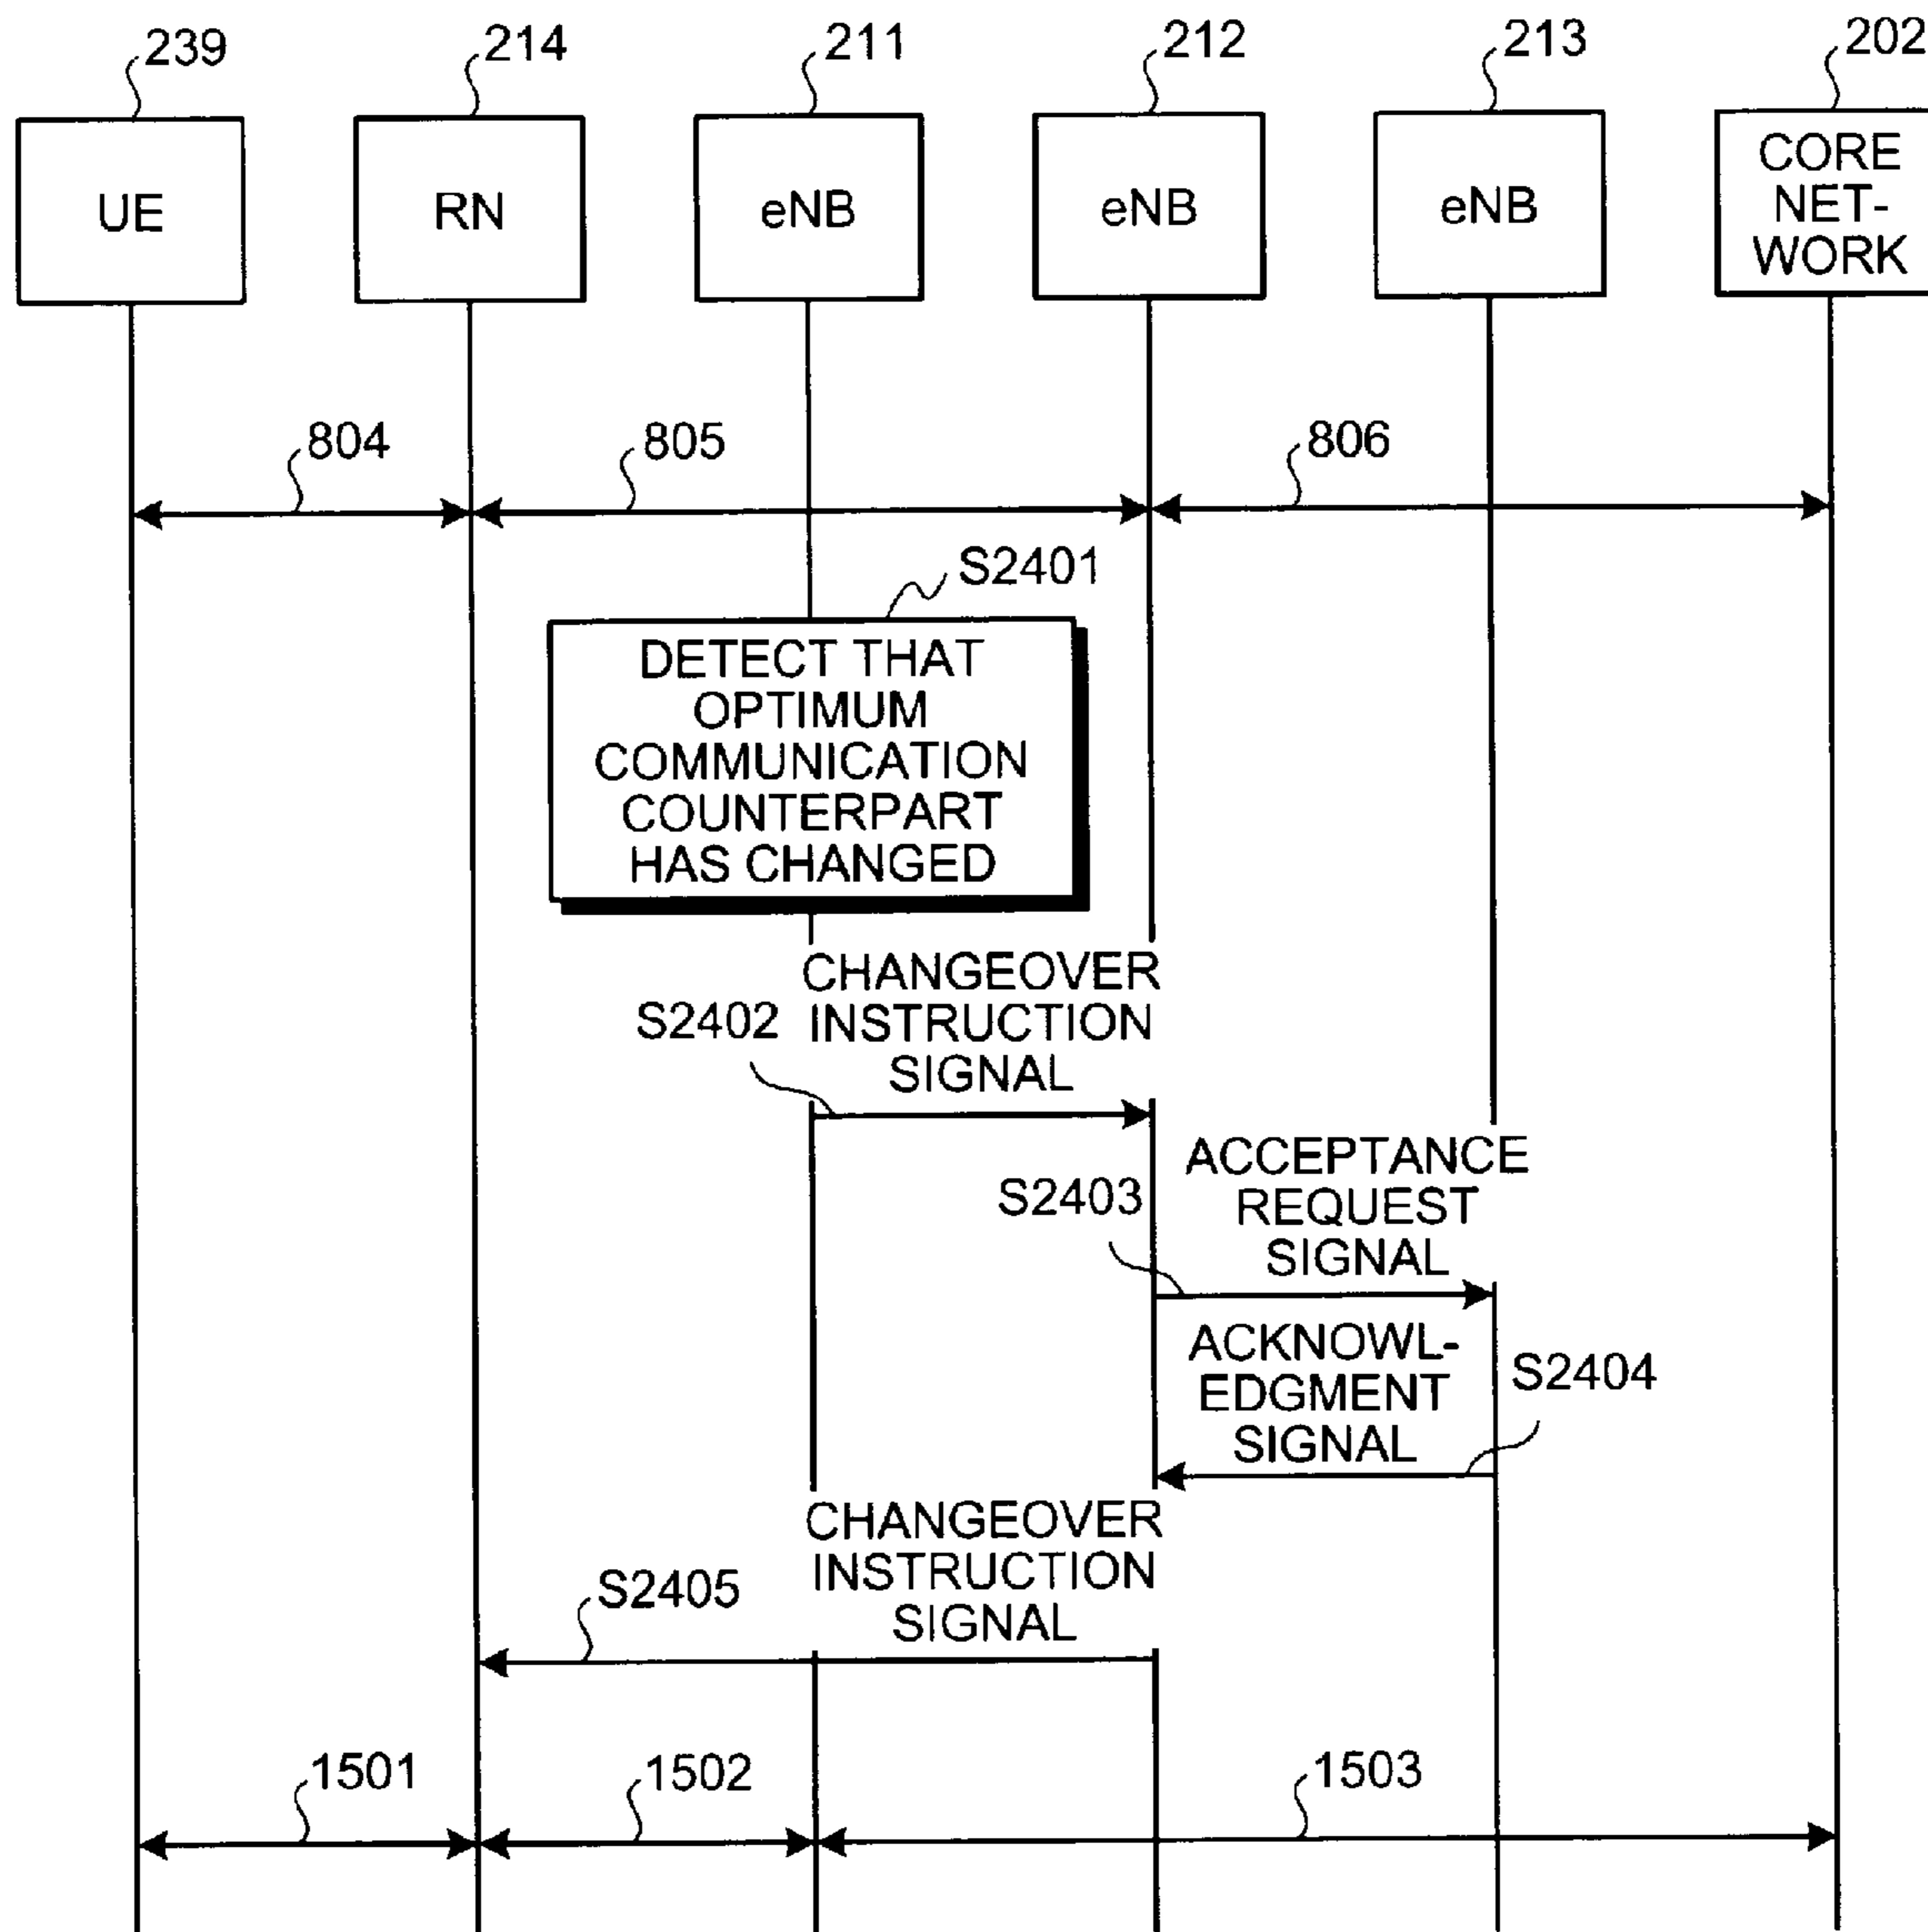 239
214
211
212
213
202
UE
RN
eNB
eNB
eNB
CORE
NET-
WORK
804
805
806
S2401
DETECT THAT
OPTIMUM
COMMUNICATION
COUNTERPART
HAS CHANGED
CHANGEOVER
INSTRUCTION
SIGNAL
S2402
ACCEPTANCE
REQUEST
SIGNAL
S2403
ACKNOWL-
EDGMENT
SIGNAL
S2404
CHANGEOVER
INSTRUCTION
SIGNAL
S2405
1501
1502
1503